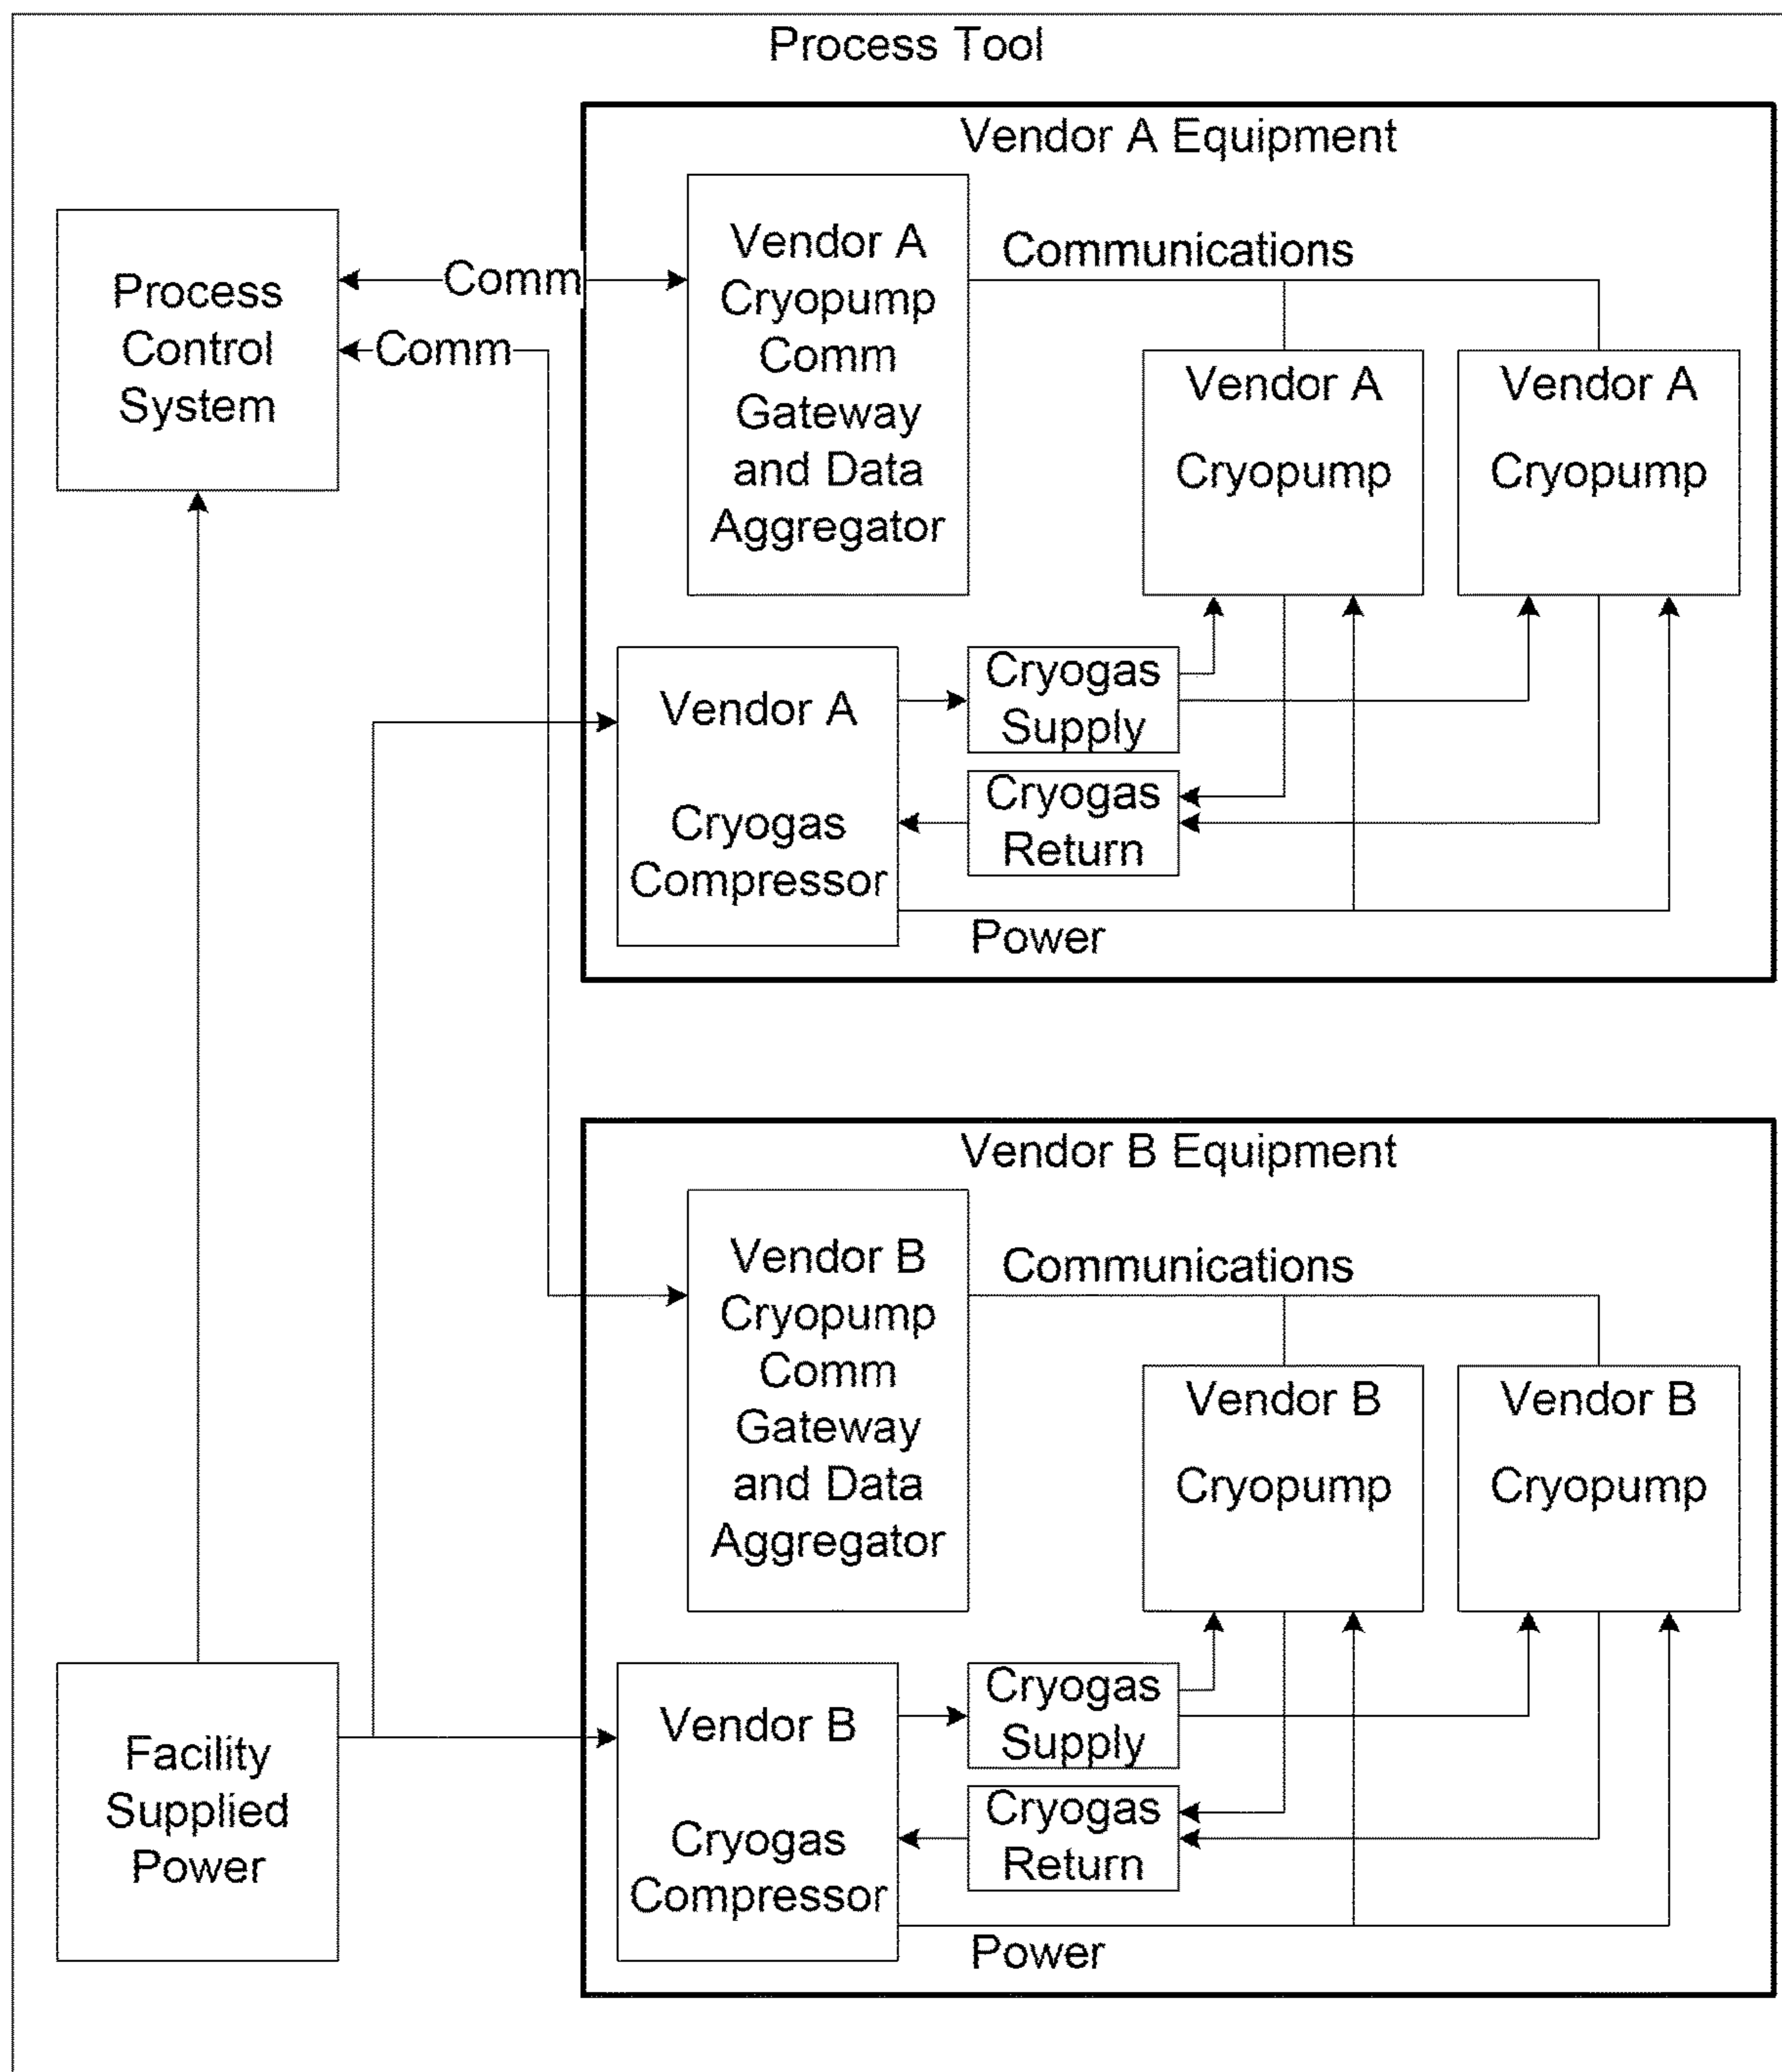 Process Tool
Vendor A Equipment
Process
Control
System
Comm
Comm
Vendor A
Cryopump
Comm
Gateway
and Data
Aggregator
Communications
Vendor A
Cryopump
Vendor A
Cryopump
Vendor A
Cryogas
Compressor
Cryogas
Supply
Cryogas
Return
Power
Vendor B Equipment
Vendor B
Cryopump
Comm
Gateway
and Data
Aggregator
Communications
Vendor B
Cryopump
Vendor B
Cryopump
Facility
Supplied
Power
Vendor B
Cryogas
Compressor
Cryogas
Supply
Cryogas
Return
Power